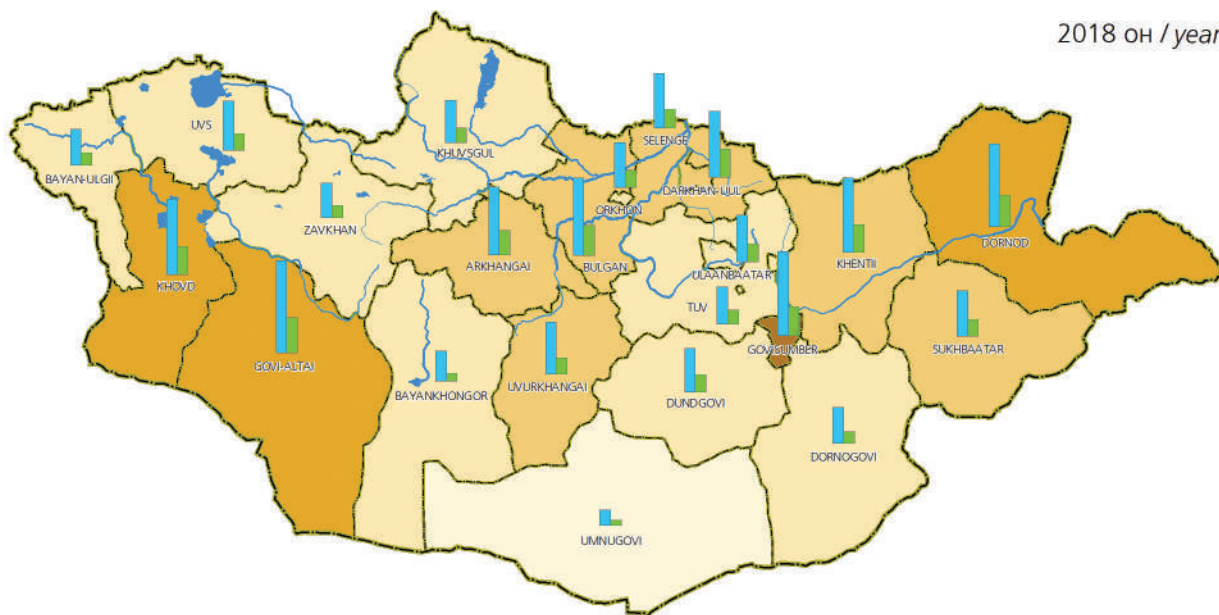 2018 он / year
UVS
BAYAN-ULGII
KHUVSGUL
SELENGE
DARKHAN-UUL
ORKHON
ZAVKHAN
KHOVD
GOVI-ALTAI
ARKHANGAI
BULGAN
ULAANBAATAR
TUV
KHENTII
DORNOD
GOVISUMBER
SUKHBAATAR
BAYANKHONGOR
UVURKHANGAI
DUNDGOVI
DORNOGOVI
UMNUGOVI